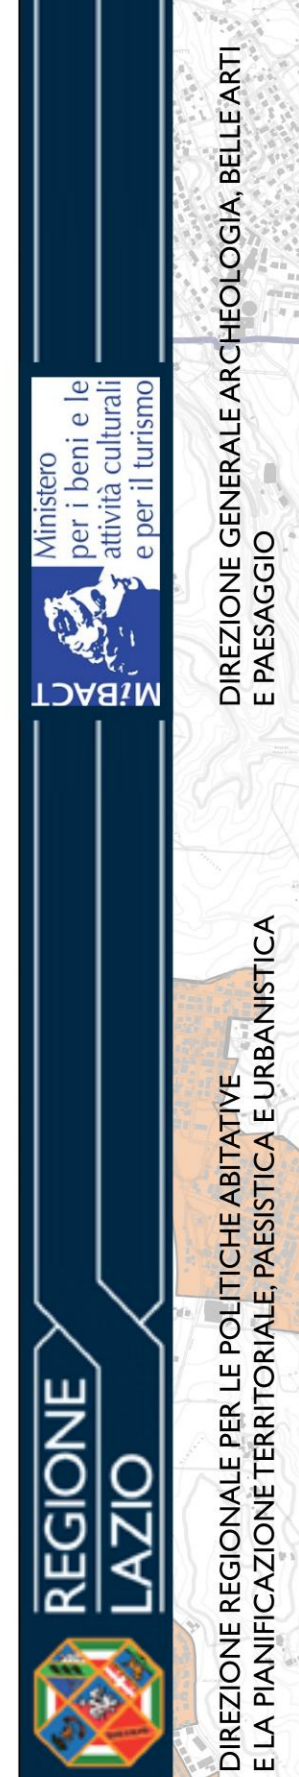 REGIONE
LAZIO
MiBACT
Ministero
per i beni e le
attività culturali
e per il turismo
DIREZIONE REGIONALE PER LE POLITICHE ABITATIVE
E LA PIANIFICAZIONE TERRITORIALE, PAESISTICA E URBANISTICA
DIREZIONE GENERALE ARCHEOLOGIA, BELLE ARTI
E PAESAGGIO